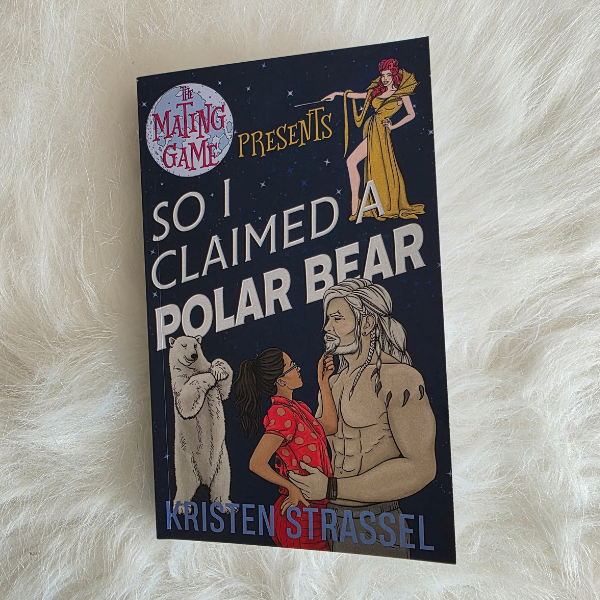 THE
MATING
GAME
PRESENTS
SO I
CLAIMED A
POLAR BEAR
KRISTEN STRASSEL